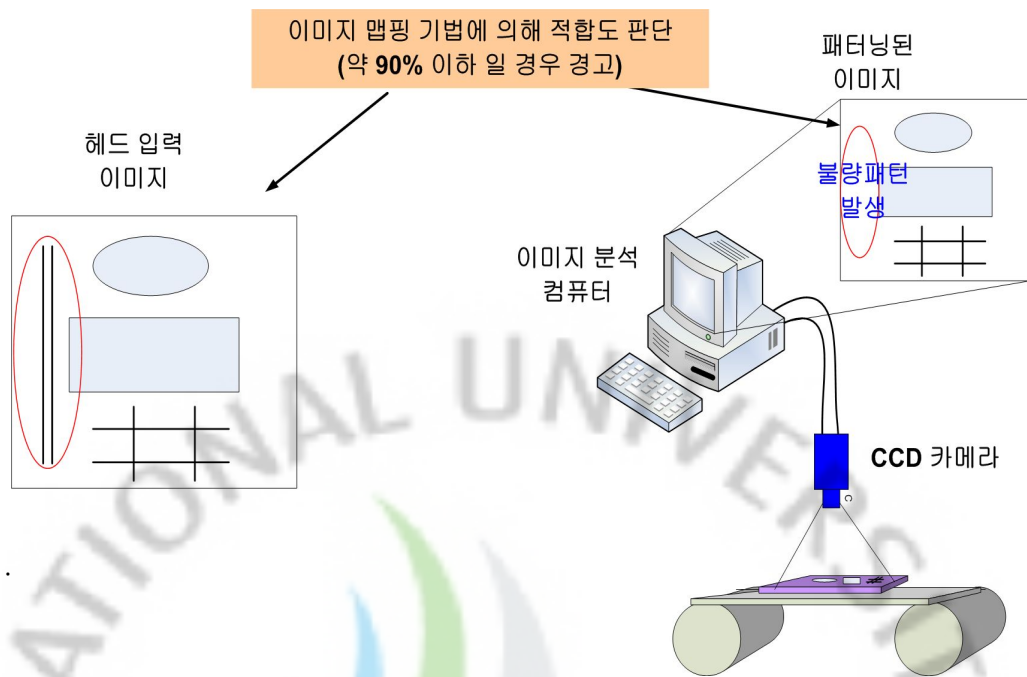 이미지 맵핑 기법에 의해 적합도 판단
(약 90% 이하 일 경우 경고)
패터닝된
이미지
헤드 입력
이미지
불량패턴
발생
이미지 분석
컴퓨터
CCD 카메라
C
ATIONAL UNIVERSIT